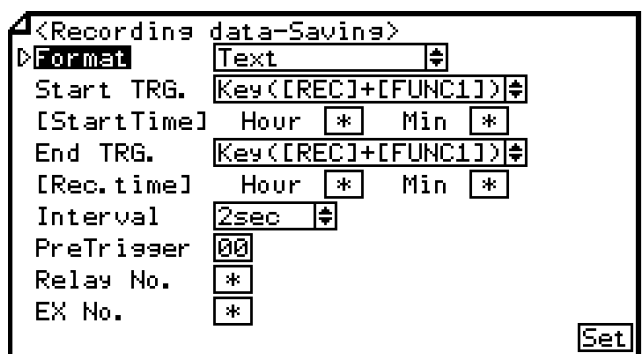 <Recording data-Saving>
Format Text
Start TRG. Key([REC]+[FUNC1])
[StartTime] Hour * Min *
End TRG. Key([REC]+[FUNC1])
[Rec.time] Hour * Min *
Interval 2sec
PreTrigger 00
Relay No. *
EX No. *
Set